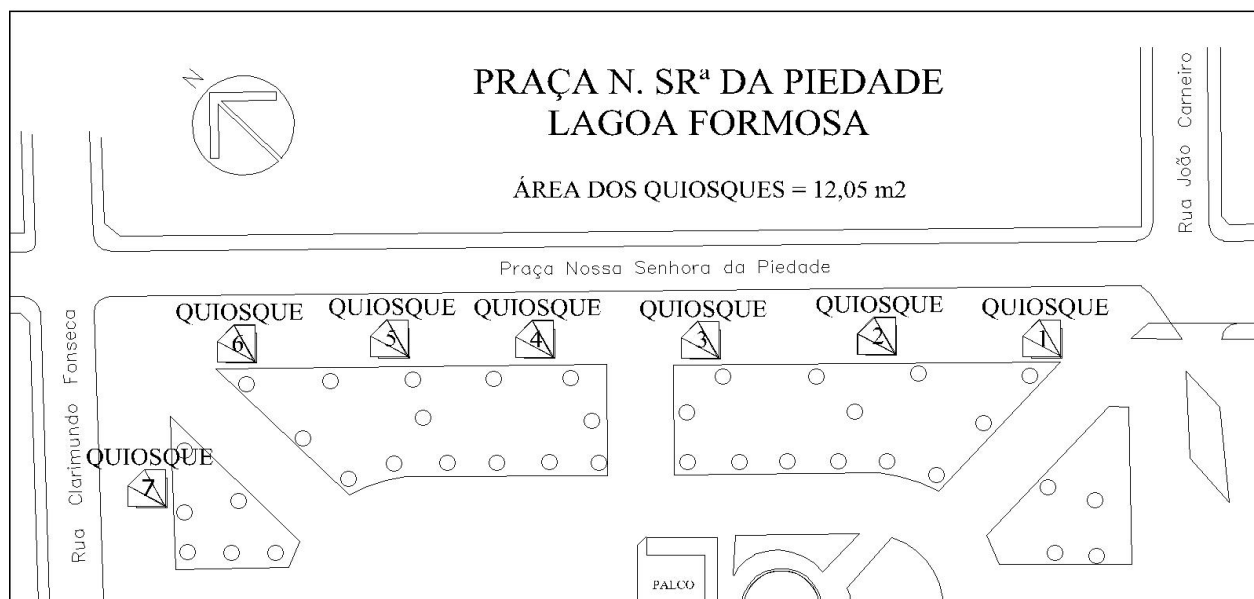 N
PRAÇA N. SRª DA PIEDADE
LAGOA FORMOSA
ÁREA DOS QUIOSQUES = 12,05 m2
Rua João Carneiro
Praça Nossa Senhora da Piedade
QUIOSQUE
6
QUIOSQUE
5
QUIOSQUE
4
QUIOSQUE
3
QUIOSQUE
2
QUIOSQUE
1
Rua Clarimundo Fonseca
QUIOSQUE
7
PALCO